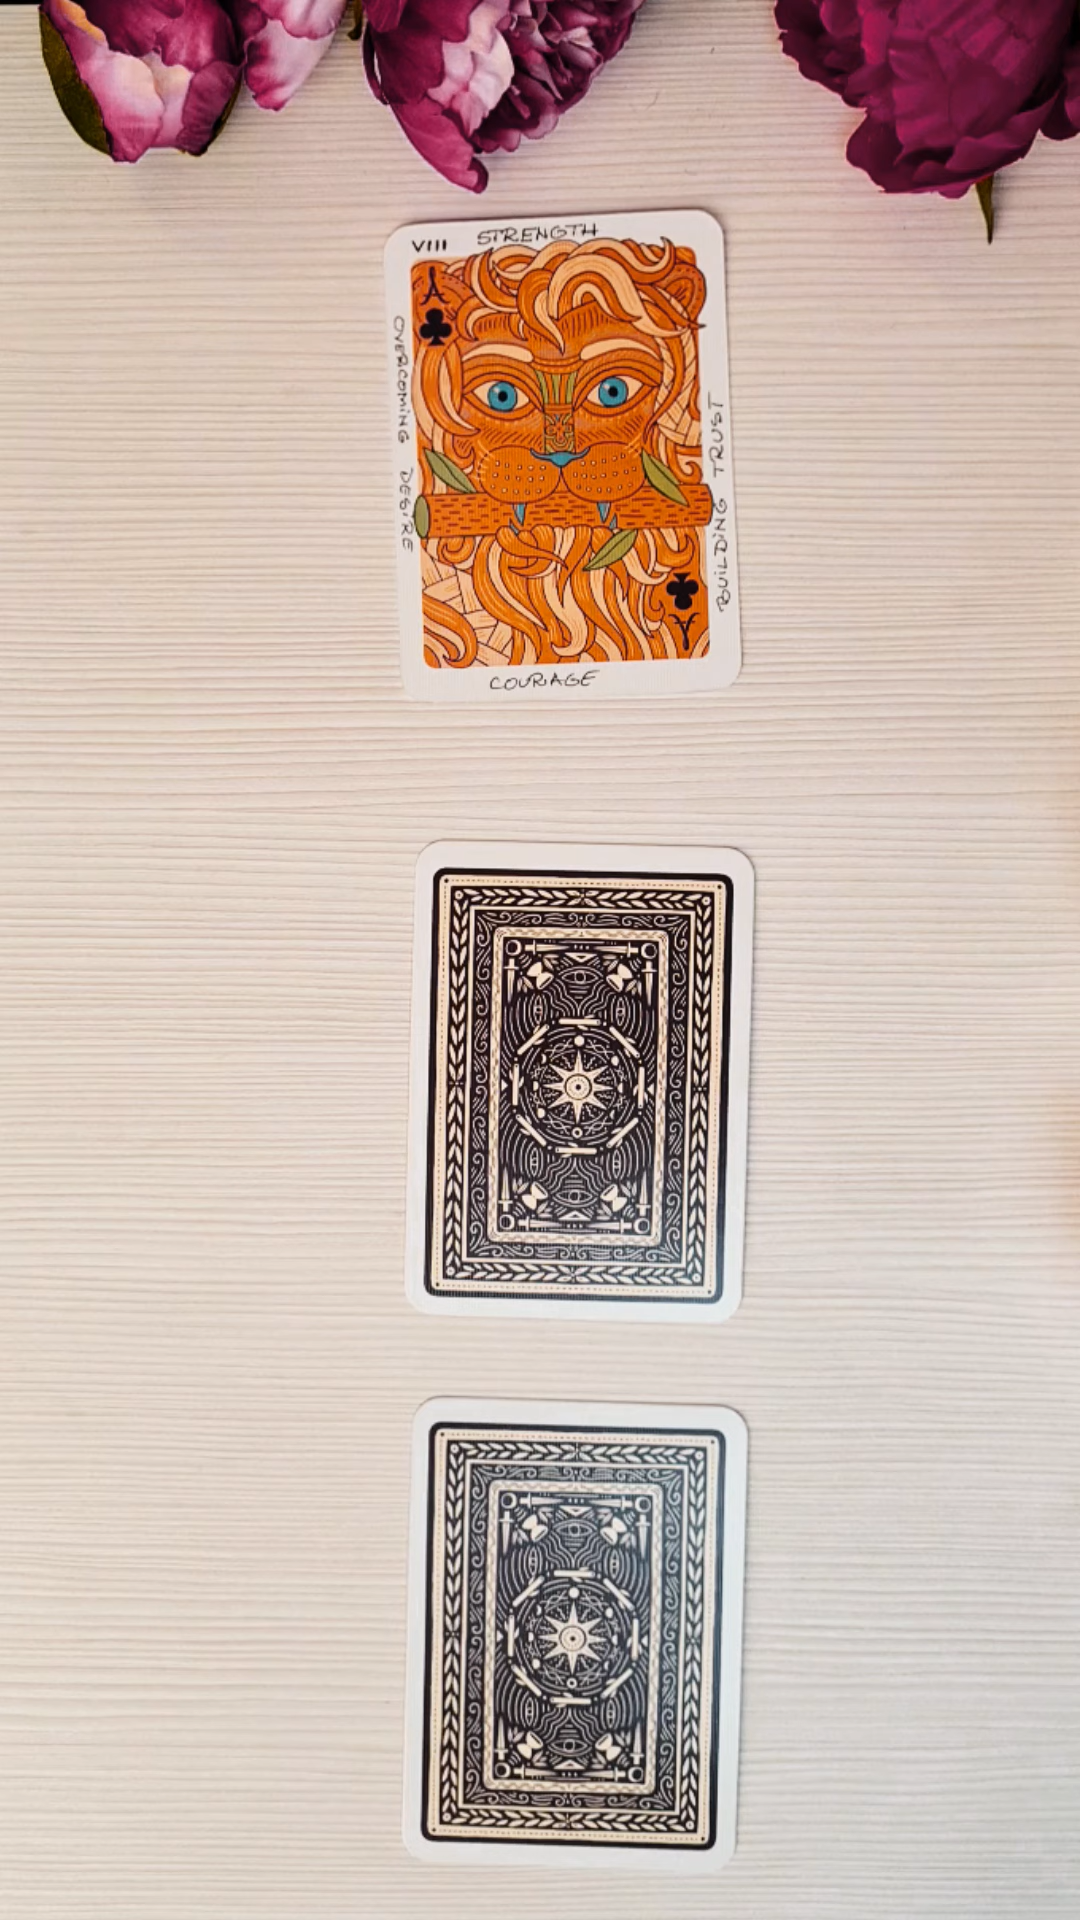 VIII STRENGTH
A
OVERCOMING DESIRE
BUILDING TRUST
A
COURAGE